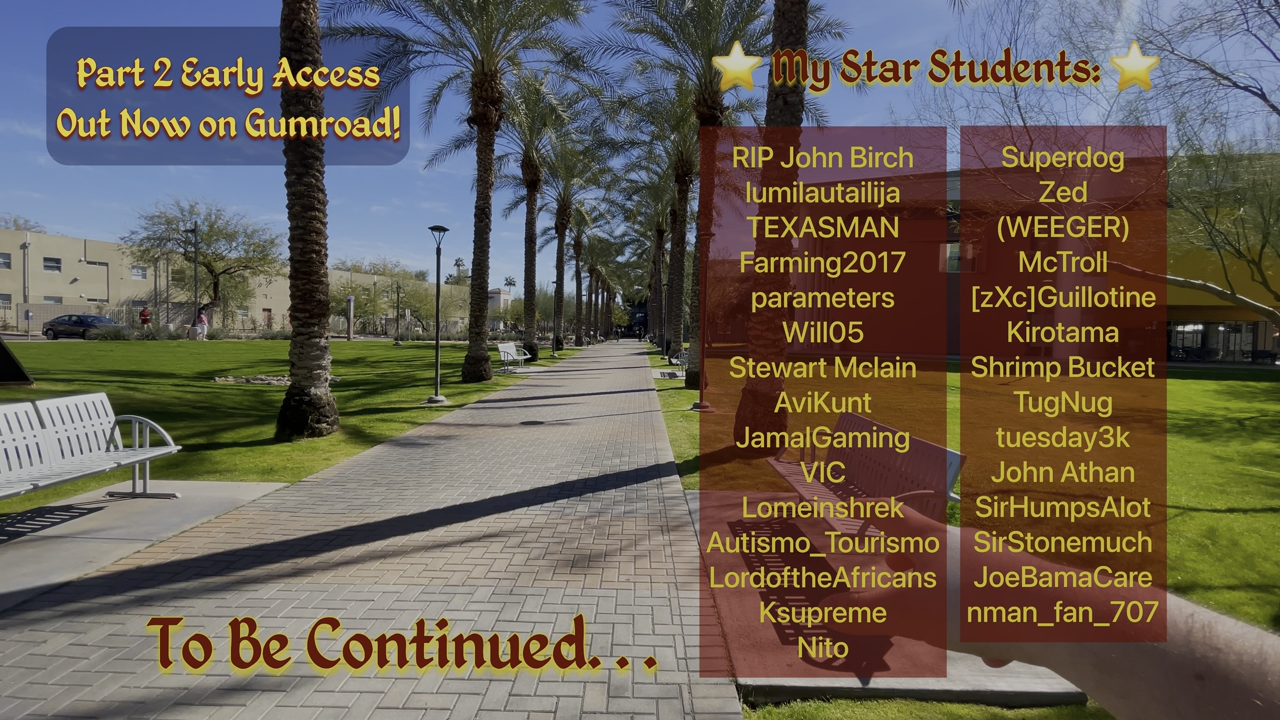 Part 2 Early Access
Out Now on Gumroad!
⭐ My Star Students: ⭐
RIP John Birch
lumilautailija
TEXASMAN
Farming2017
parameters
Will05
Stewart Mclain
AviKunt
JamalGaming
VIC
Lomeinshrek
Autismo_Tourismo
LordoftheAfricans
Ksupreme
Nito
Superdog
Zed
(WEEGER)
McTroll
[zXc]Guillotine
Kirotama
Shrimp Bucket
TugNug
tuesday3k
John Athan
SirHumpsAlot
SirStonemuch
JoeBamaCare
nman_fan_707
To Be Continued...